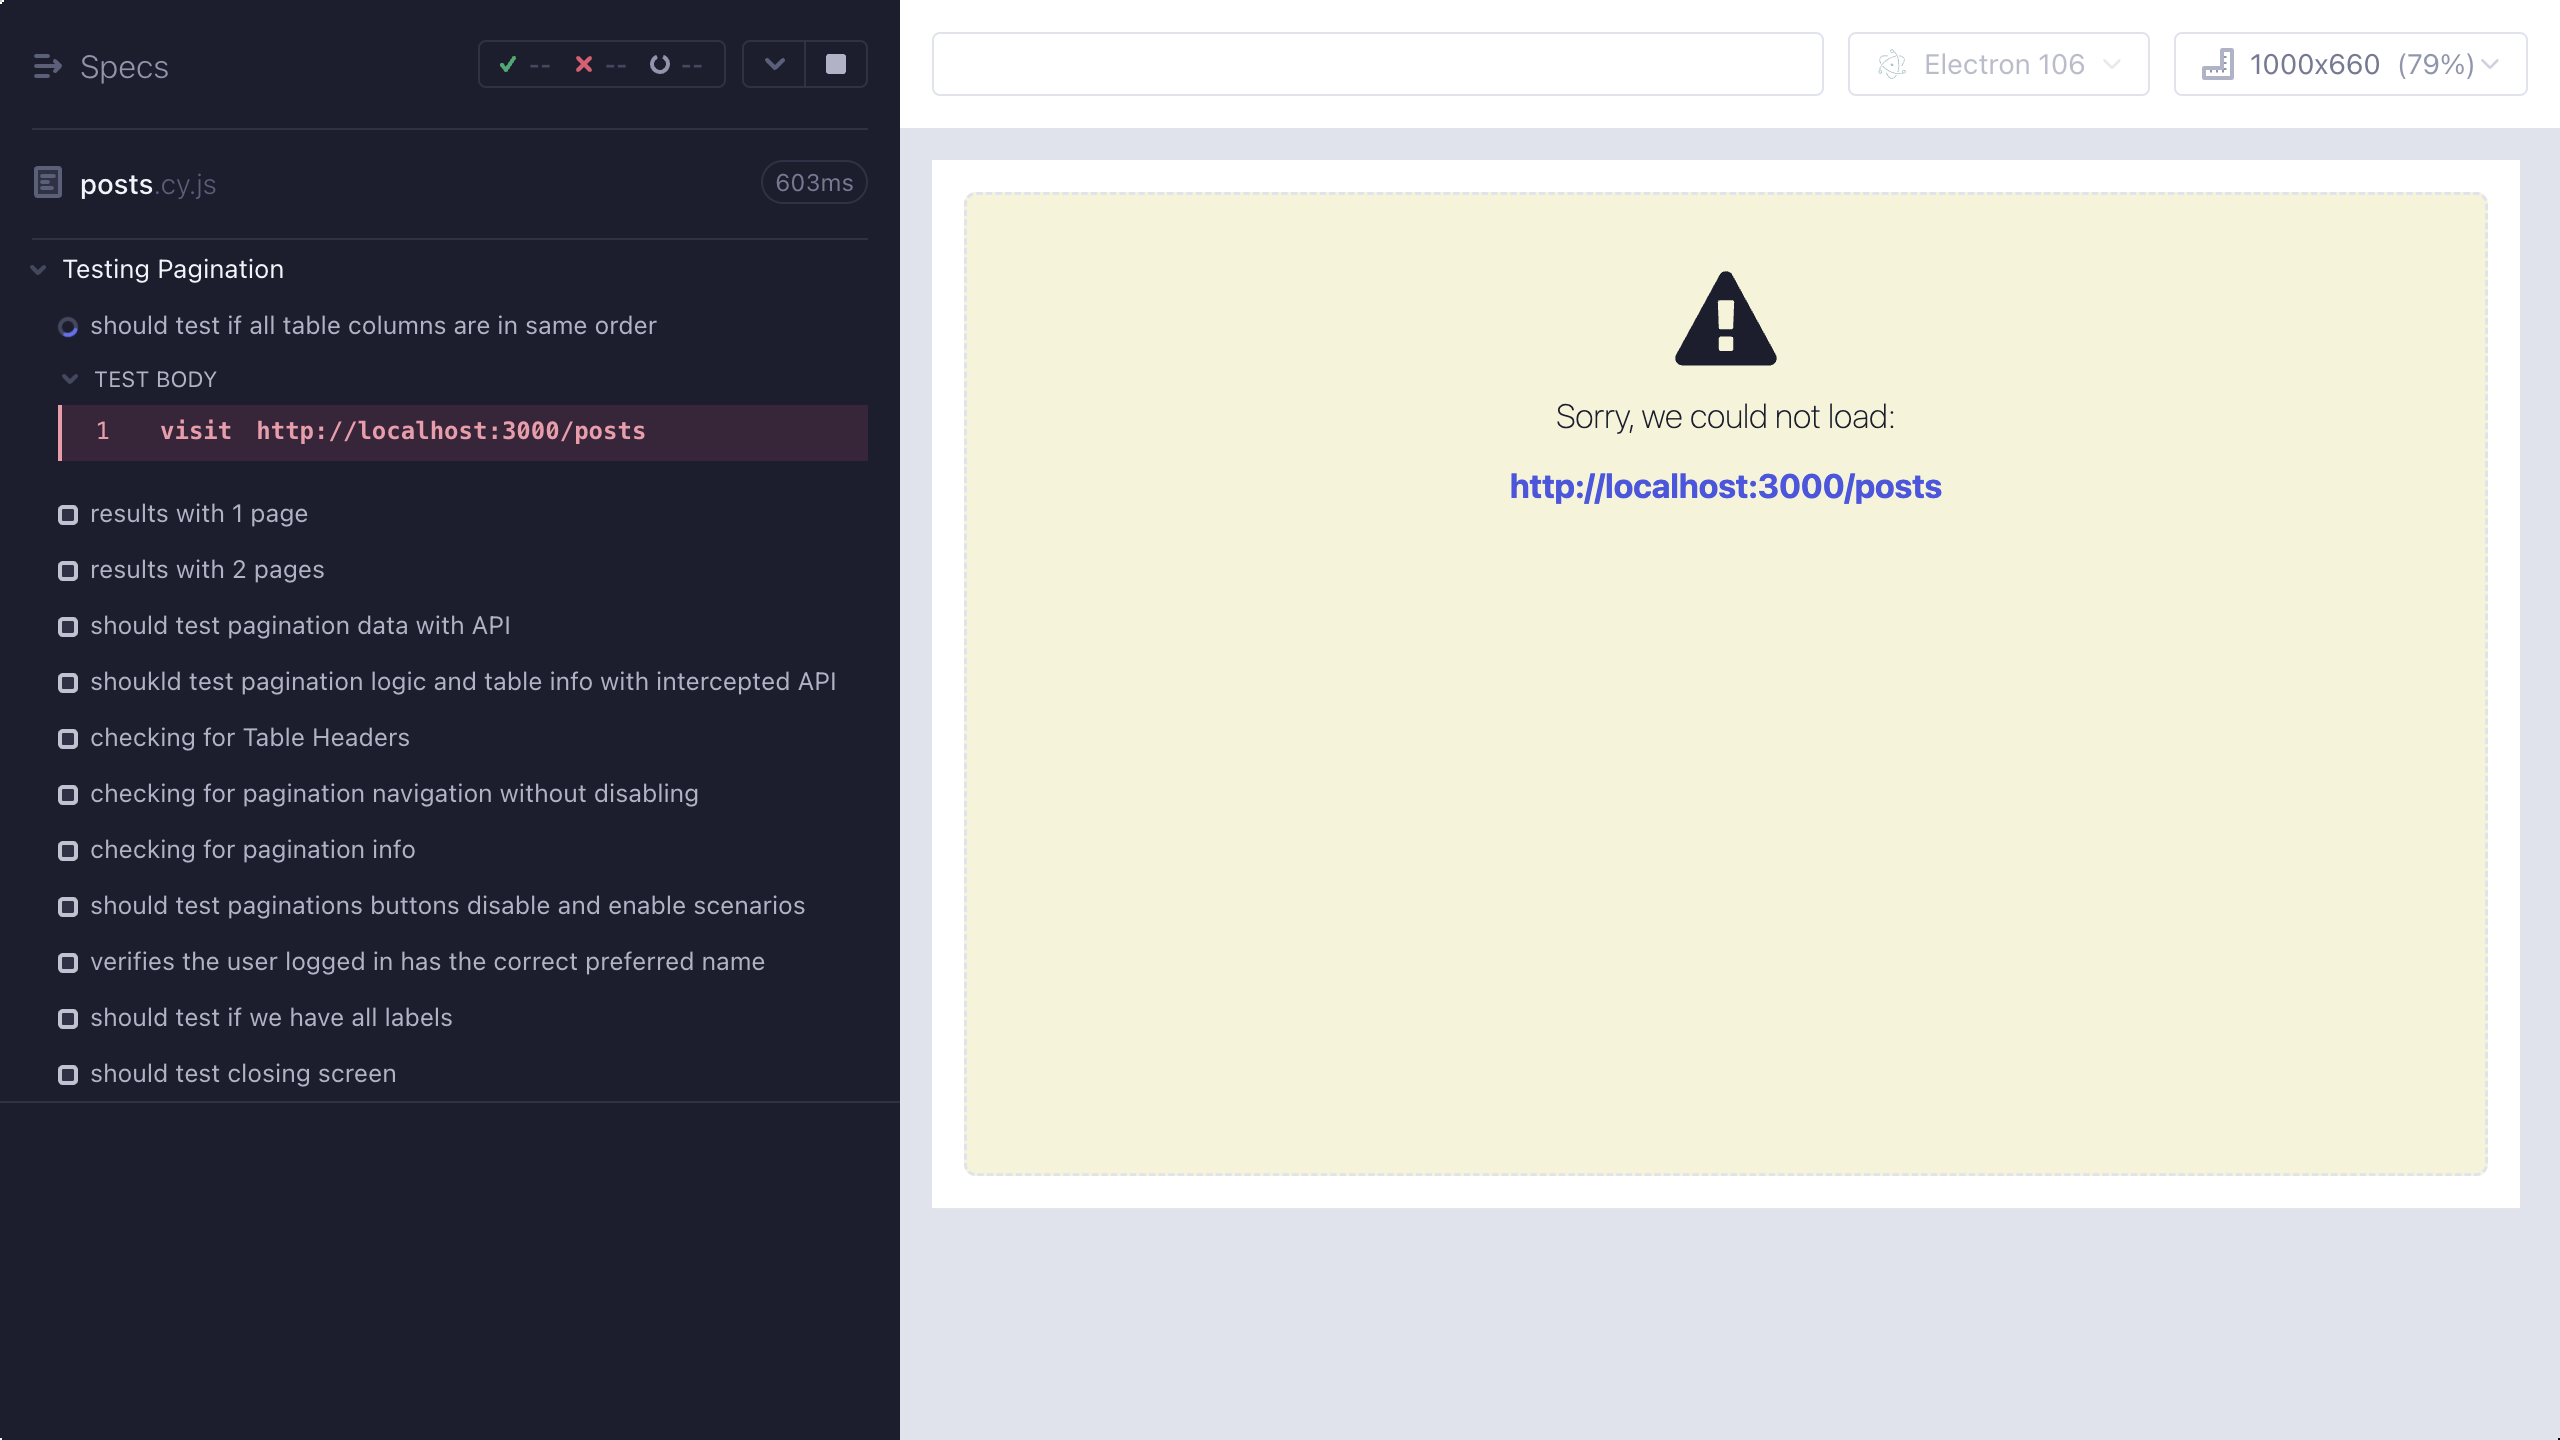 Specs
-- -- --
posts.cy.js
603ms
Testing Pagination
should test if all table columns are in same order
TEST BODY
1 visit http://localhost:3000/posts
results with 1 page
results with 2 pages
should test pagination data with API
shoukld test pagination logic and table info with intercepted API
checking for Table Headers
checking for pagination navigation without disabling
checking for pagination info
should test paginations buttons disable and enable scenarios
verifies the user logged in has the correct preferred name
should test if we have all labels
should test closing screen
Electron 106
1000x660 (79%)
Sorry, we could not load:
http://localhost:3000/posts